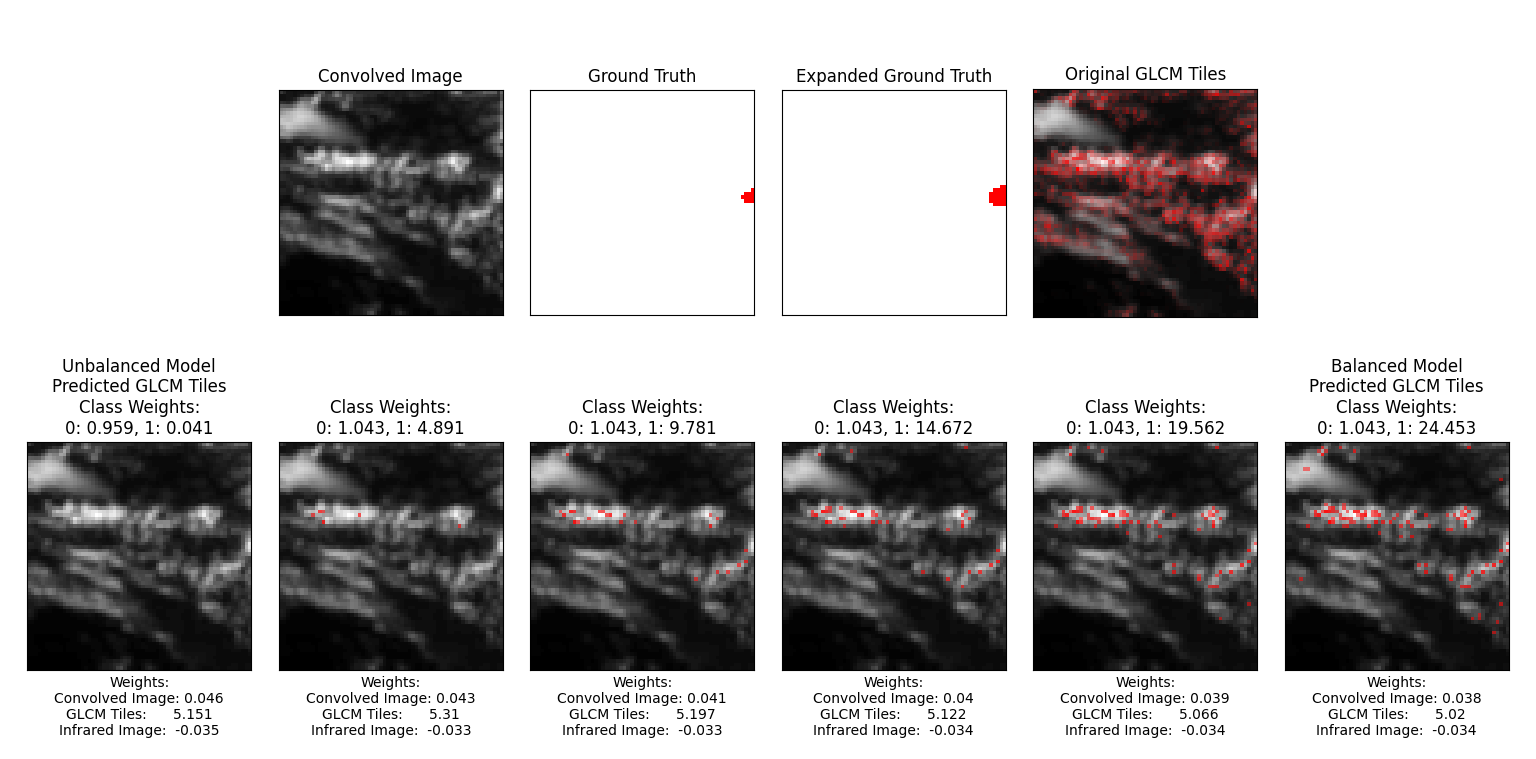 Convolved Image
Ground Truth
Expanded Ground Truth
Original GLCM Tiles
Unbalanced Model
Predicted GLCM Tiles
Class Weights:
0: 0.959, 1: 0.041
Class Weights:
0: 1.043, 1: 4.891
Class Weights:
0: 1.043, 1: 9.781
Class Weights:
0: 1.043, 1: 14.672
Class Weights:
0: 1.043, 1: 19.562
Balanced Model
Predicted GLCM Tiles
Class Weights:
0: 1.043, 1: 24.453
Weights:
Convolved Image: 0.046
GLCM Tiles: 5.151
Infrared Image: -0.035
Weights:
Convolved Image: 0.043
GLCM Tiles: 5.31
Infrared Image: -0.033
Weights:
Convolved Image: 0.041
GLCM Tiles: 5.197
Infrared Image: -0.033
Weights:
Convolved Image: 0.04
GLCM Tiles: 5.122
Infrared Image: -0.034
Weights:
Convolved Image: 0.039
GLCM Tiles: 5.066
Infrared Image: -0.034
Weights:
Convolved Image: 0.038
GLCM Tiles: 5.02
Infrared Image: -0.034